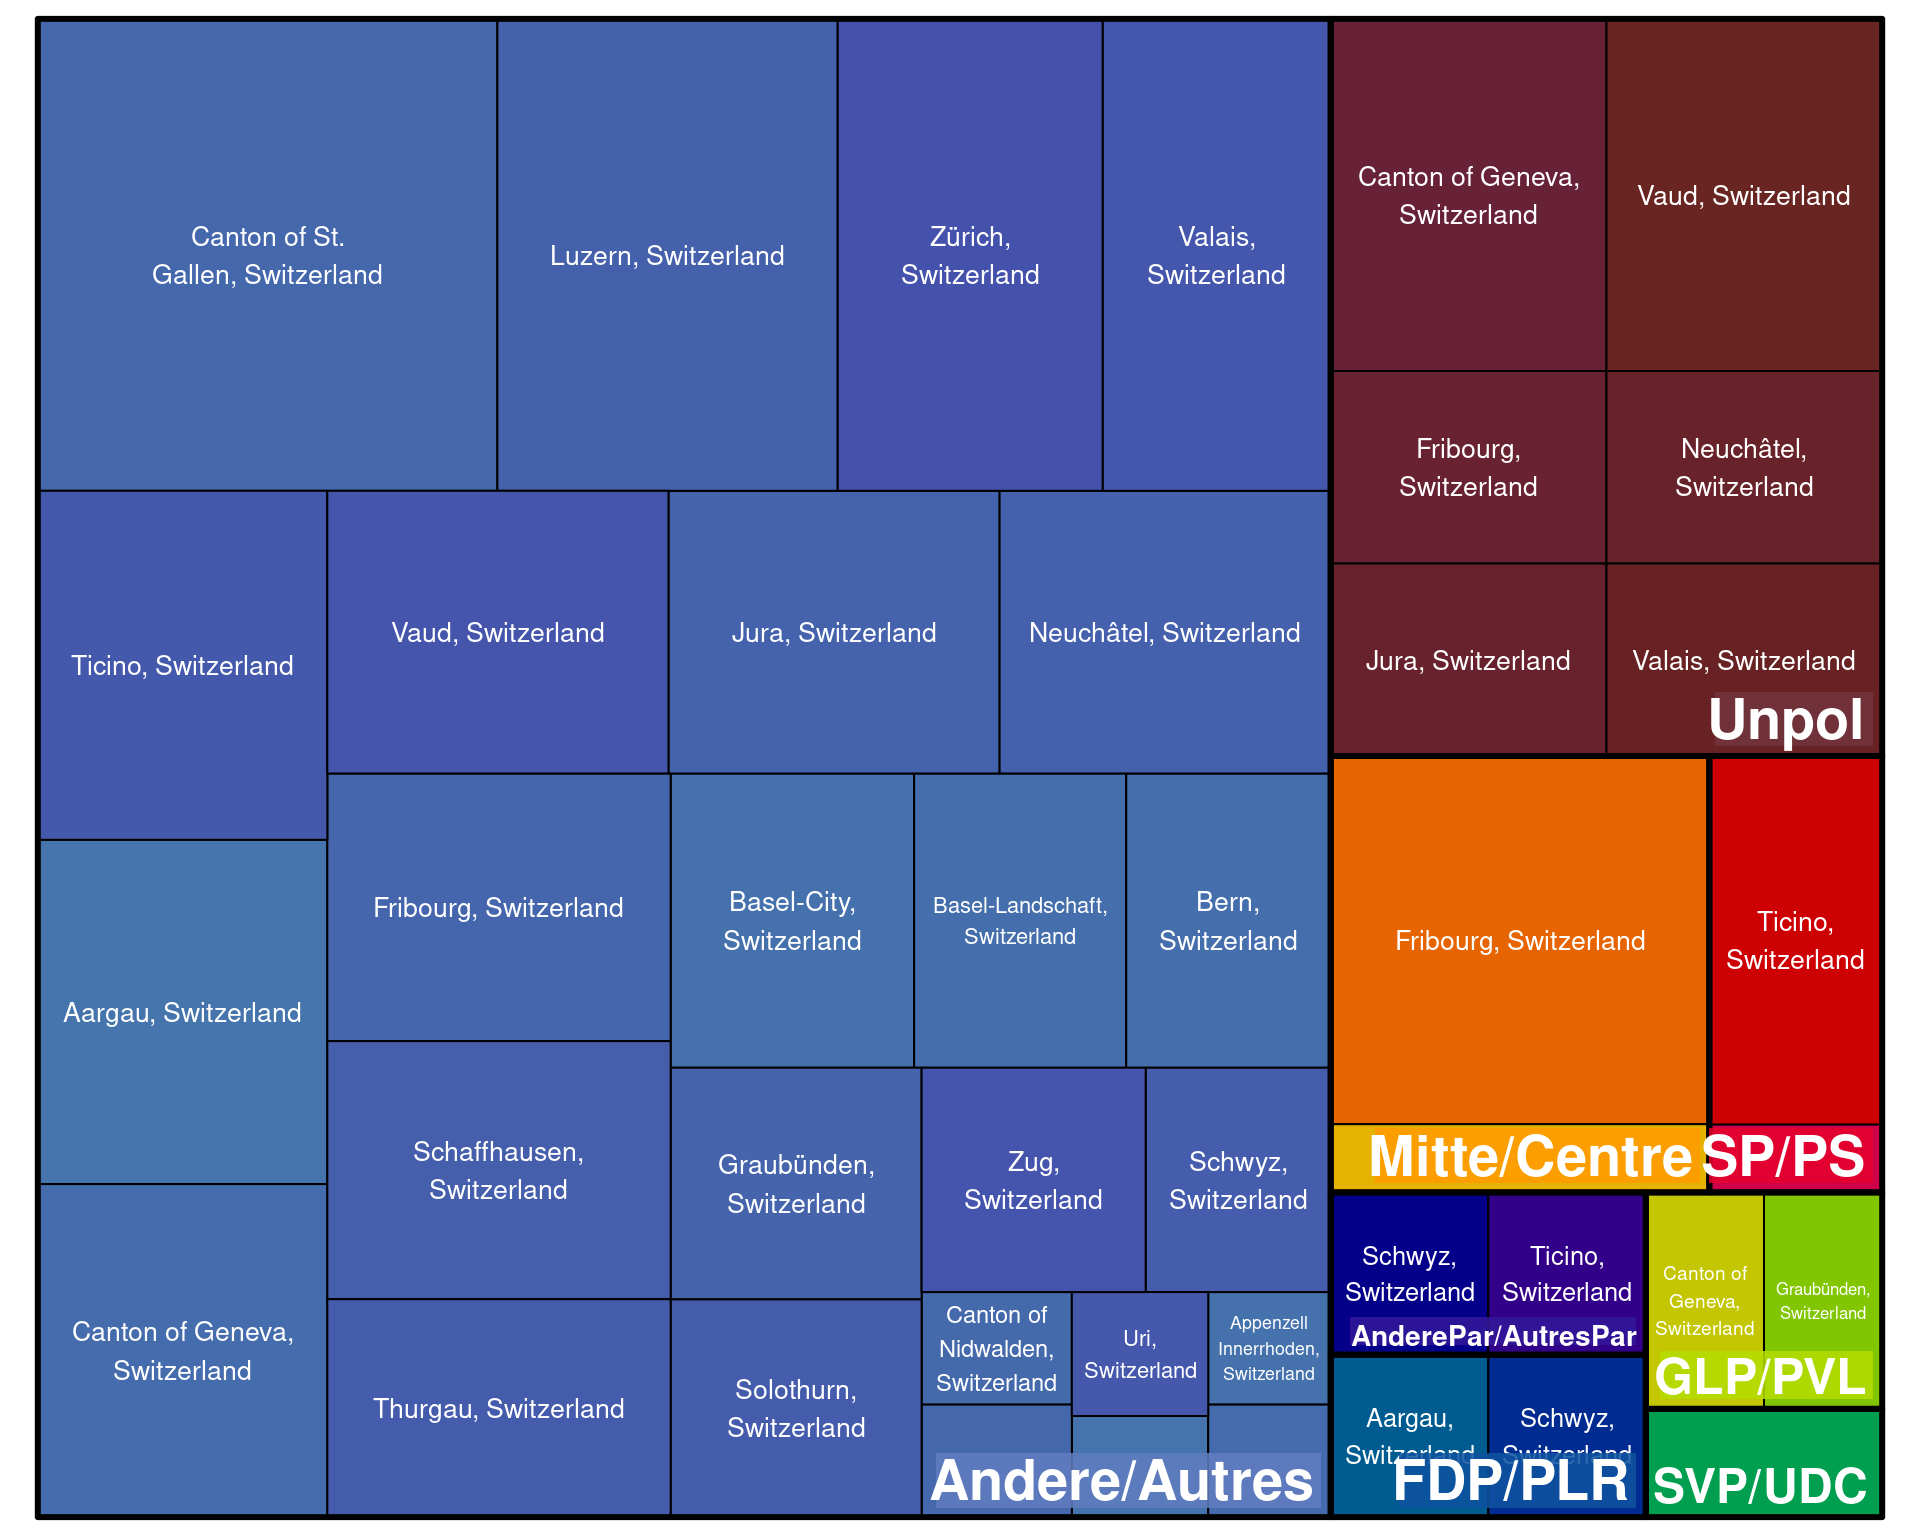 Canton of St.
Gallen, Switzerland
Luzern, Switzerland
Zürich,
Switzerland
Valais,
Switzerland
Ticino, Switzerland
Vaud, Switzerland
Jura, Switzerland
Neuchâtel, Switzerland
Aargau, Switzerland
Fribourg, Switzerland
Basel-City,
Switzerland
Basel-Landschaft,
Switzerland
Bern,
Switzerland
Canton of Geneva,
Switzerland
Schaffhausen,
Switzerland
Thurgau, Switzerland
Graubünden,
Switzerland
Solothurn,
Switzerland
Zug,
Switzerland
Schwyz,
Switzerland
Canton of
Nidwalden,
Switzerland
Uri,
Switzerland
Appenzell
Innerrhoden,
Switzerland
Andere/Autres
Canton of Geneva,
Switzerland
Vaud, Switzerland
Fribourg,
Switzerland
Neuchâtel,
Switzerland
Jura, Switzerland
Valais, Switzerland
Unpol
Fribourg, Switzerland
Mitte/Centre
Ticino,
Switzerland
SP/PS
Schwyz,
Switzerland
Ticino,
Switzerland
AnderePar/AutresPar
Canton of
Geneva,
Switzerland
Graubünden,
Switzerland
GLP/PVL
Aargau,
Switzerland
Schwyz,
Switzerland
FDP/PLR
SVP/UDC